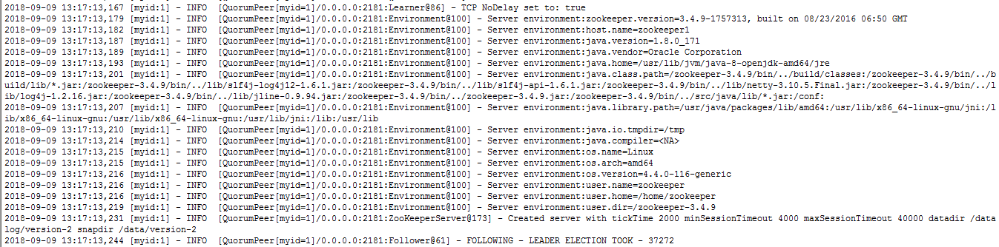 2018-09-09 13:17:13,167 [myid:1] - INFO  [QuorumPeer[myid=1]/0.0.0.0:2181:Learner@86] - TCP NoDelay set to: true
2018-09-09 13:17:13,179 [myid:1] - INFO  [QuorumPeer[myid=1]/0.0.0.0:2181:Environment@100] - Server environment:zookeeper.version=3.4.9-1757313, built on 08/23/2016 06:50 GMT
2018-09-09 13:17:13,182 [myid:1] - INFO  [QuorumPeer[myid=1]/0.0.0.0:2181:Environment@100] - Server environment:host.name=zookeeper1
2018-09-09 13:17:13,187 [myid:1] - INFO  [QuorumPeer[myid=1]/0.0.0.0:2181:Environment@100] - Server environment:java.version=1.8.0_171
2018-09-09 13:17:13,189 [myid:1] - INFO  [QuorumPeer[myid=1]/0.0.0.0:2181:Environment@100] - Server environment:java.vendor=Oracle Corporation
2018-09-09 13:17:13,193 [myid:1] - INFO  [QuorumPeer[myid=1]/0.0.0.0:2181:Environment@100] - Server environment:java.home=/usr/lib/jvm/java-8-openjdk-amd64/jre
2018-09-09 13:17:13,201 [myid:1] - INFO  [QuorumPeer[myid=1]/0.0.0.0:2181:Environment@100] - Server environment:java.class.path=/zookeeper-3.4.9/bin/../build/classes:/zookeeper-3.4.9/bin/../b
uild/lib/*.jar:/zookeeper-3.4.9/bin/../lib/slf4j-log4j12-1.6.1.jar:/zookeeper-3.4.9/bin/../lib/slf4j-api-1.6.1.jar:/zookeeper-3.4.9/bin/../lib/netty-3.10.5.Final.jar:/zookeeper-3.4.9/bin/../l
ib/log4j-1.2.16.jar:/zookeeper-3.4.9/bin/../lib/jline-0.9.94.jar:/zookeeper-3.4.9/bin/../zookeeper-3.4.9.jar:/zookeeper-3.4.9/bin/../src/java/lib/*.jar:/conf:
2018-09-09 13:17:13,207 [myid:1] - INFO  [QuorumPeer[myid=1]/0.0.0.0:2181:Environment@100] - Server environment:java.library.path=/usr/java/packages/lib/amd64:/usr/lib/x86_64-linux-gnu/jni:/l
ib/x86_64-linux-gnu:/usr/lib/x86_64-linux-gnu:/usr/lib/jni:/lib:/usr/lib
2018-09-09 13:17:13,210 [myid:1] - INFO  [QuorumPeer[myid=1]/0.0.0.0:2181:Environment@100] - Server environment:java.io.tmpdir=/tmp
2018-09-09 13:17:13,214 [myid:1] - INFO  [QuorumPeer[myid=1]/0.0.0.0:2181:Environment@100] - Server environment:java.compiler=<NA>
2018-09-09 13:17:13,215 [myid:1] - INFO  [QuorumPeer[myid=1]/0.0.0.0:2181:Environment@100] - Server environment:os.name=Linux
2018-09-09 13:17:13,215 [myid:1] - INFO  [QuorumPeer[myid=1]/0.0.0.0:2181:Environment@100] - Server environment:os.arch=amd64
2018-09-09 13:17:13,216 [myid:1] - INFO  [QuorumPeer[myid=1]/0.0.0.0:2181:Environment@100] - Server environment:os.version=4.4.0-116-generic
2018-09-09 13:17:13,216 [myid:1] - INFO  [QuorumPeer[myid=1]/0.0.0.0:2181:Environment@100] - Server environment:user.name=zookeeper
2018-09-09 13:17:13,216 [myid:1] - INFO  [QuorumPeer[myid=1]/0.0.0.0:2181:Environment@100] - Server environment:user.home=/home/zookeeper
2018-09-09 13:17:13,219 [myid:1] - INFO  [QuorumPeer[myid=1]/0.0.0.0:2181:Environment@100] - Server environment:user.dir=/zookeeper-3.4.9
2018-09-09 13:17:13,231 [myid:1] - INFO  [QuorumPeer[myid=1]/0.0.0.0:2181:ZooKeeperServer@173] - Created server with tickTime 2000 minSessionTimeout 4000 maxSessionTimeout 40000 datadir /data
log/version-2 snapdir /data/version-2
2018-09-09 13:17:13,244 [myid:1] - INFO  [QuorumPeer[myid=1]/0.0.0.0:2181:Follower@61] - FOLLOWING - LEADER ELECTION TOOK - 37272